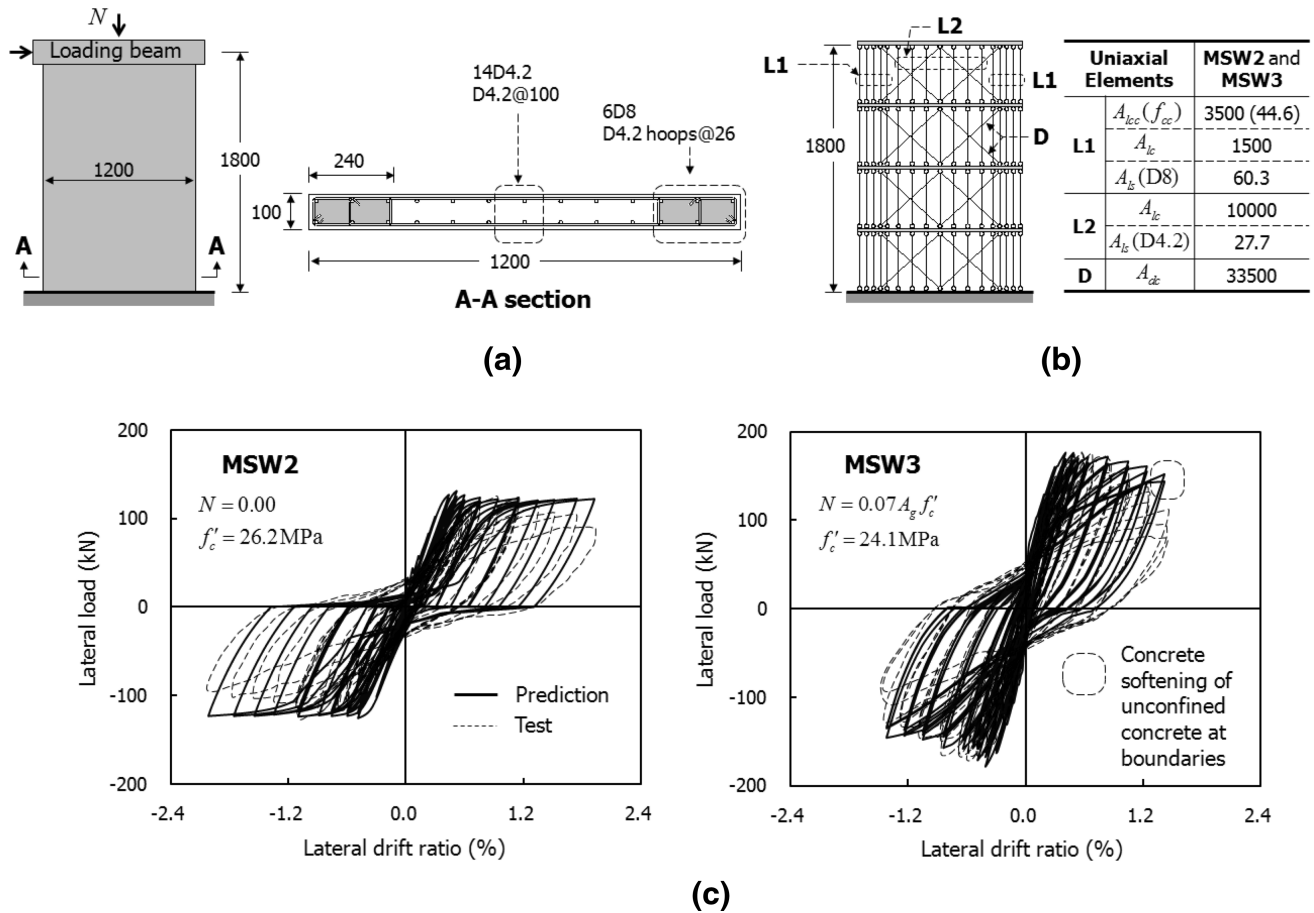 N
Loading beam
1200
1800
A
A
14D4.2
D4.2@100
6D8
D4.2 hoops@26
240
100
1200
A-A section
(a)
L2
L1
L1
D
1800
Uniaxial Elements MSW2 and MSW3
L1 A_lcc (f_cc) 3500 (44.6)
A_lc 1500
A_ls (D8) 60.3
L2 A_lc 10000
A_ls (D4.2) 27.7
D A_dc 33500
(b)
200
100
0
-100
-200
Lateral load (kN)
MSW2
N = 0.00
f'_c = 26.2MPa
Prediction
Test
-2.4 -1.2 0.0 1.2 2.4
Lateral drift ratio (%)
200
100
0
-100
-200
Lateral load (kN)
MSW3
N = 0.07 A_g f'_c
f'_c = 24.1MPa
Concrete
softening of
unconfined
concrete at
boundaries
-2.4 -1.2 0.0 1.2 2.4
Lateral drift ratio (%)
(c)